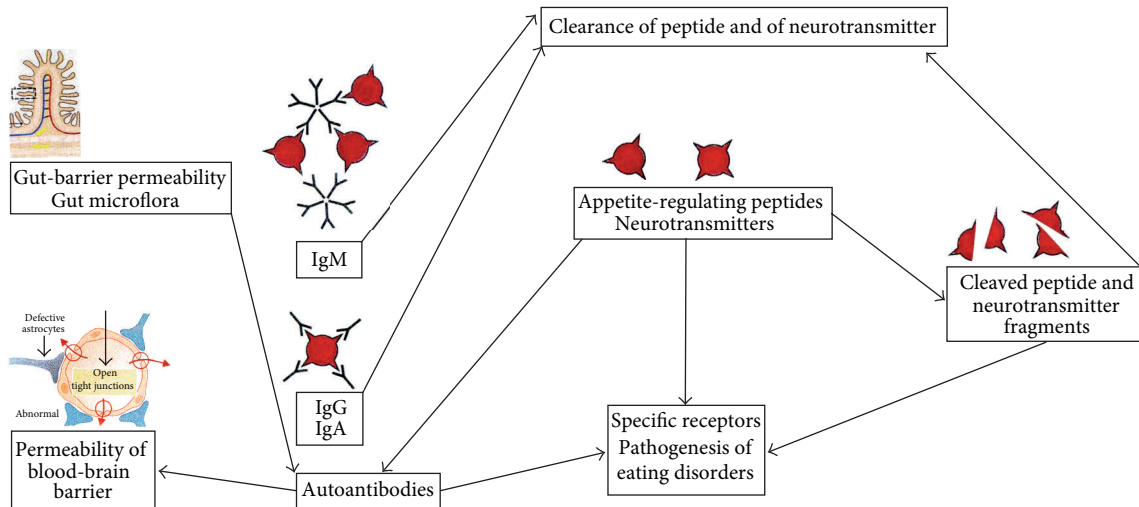 Clearance of peptide and of neurotransmitter
Gut-barrier permeability
Gut microflora
IgM
Appetite-regulating peptides
Neurotransmitters
Cleaved peptide and
neurotransmitter
fragments
Defective
astrocytes
Open
tight junctions
Abnormal
IgG
IgA
Specific receptors
Pathogenesis of
eating disorders
Permeability of
blood-brain
barrier
Autoantibodies